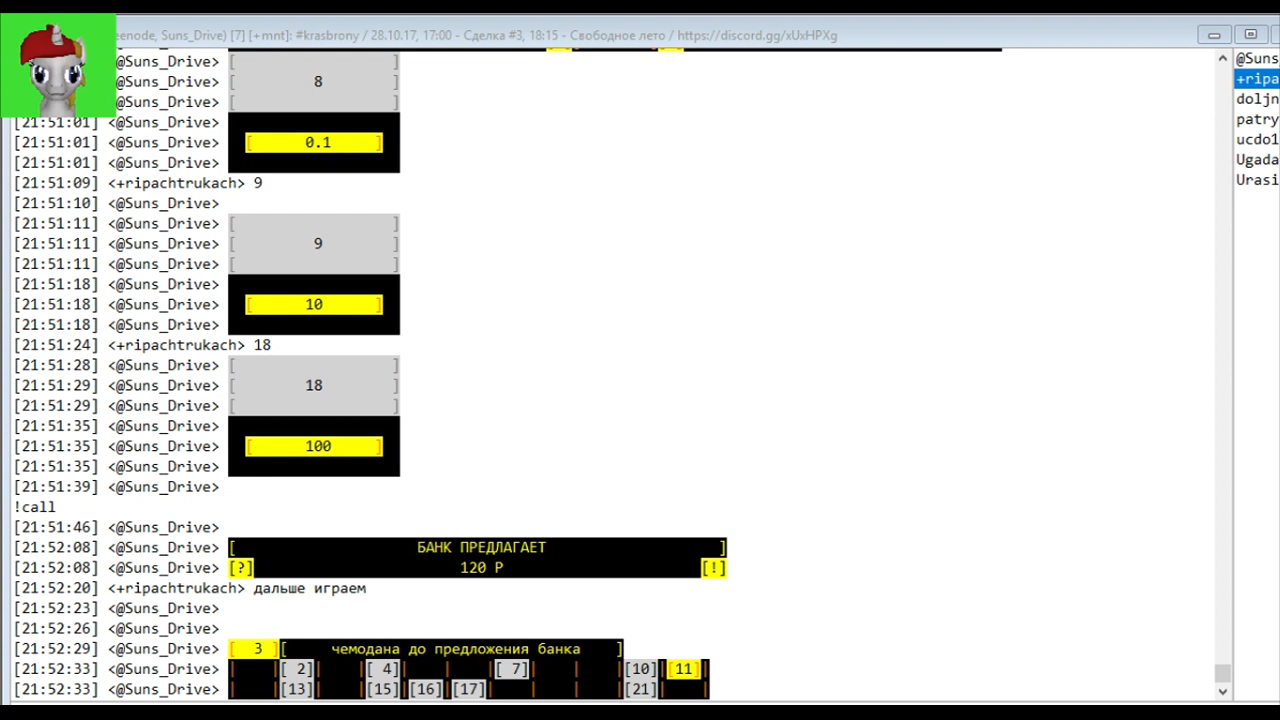 eenode, Suns_Drive) [7] [+mnt]: #krasbrony / 28.10.17, 17:00 - Сделка #3, 18:15 - Свободное лето / https://discord.gg/xUxHPXg
@Suns_Drive> [ ]
@Suns_Drive> [ 8 ]
@Suns_Drive> [ ]
[21:51:01] <@Suns_Drive>
[21:51:01] <@Suns_Drive> [ 0.1 ]
[21:51:01] <@Suns_Drive>
[21:51:09] <+ripachtrukach> 9
[21:51:10] <@Suns_Drive>
[21:51:11] <@Suns_Drive> [ ]
[21:51:11] <@Suns_Drive> [ 9 ]
[21:51:11] <@Suns_Drive> [ ]
[21:51:18] <@Suns_Drive>
[21:51:18] <@Suns_Drive> [ 10 ]
[21:51:18] <@Suns_Drive>
[21:51:24] <+ripachtrukach> 18
[21:51:28] <@Suns_Drive> [ ]
[21:51:29] <@Suns_Drive> [ 18 ]
[21:51:29] <@Suns_Drive> [ ]
[21:51:35] <@Suns_Drive>
[21:51:35] <@Suns_Drive> [ 100 ]
[21:51:35] <@Suns_Drive>
[21:51:39] <@Suns_Drive>
!call
[21:51:46] <@Suns_Drive>
[21:52:08] <@Suns_Drive> [ БАНК ПРЕДЛАГАЕТ ]
[21:52:08] <@Suns_Drive> [?] 120 Р [!]
[21:52:20] <+ripachtrukach> дальше играем
[21:52:23] <@Suns_Drive>
[21:52:26] <@Suns_Drive>
[21:52:29] <@Suns_Drive> [ 3 ][ чемодана до предложения банка ]
[21:52:33] <@Suns_Drive> | [ 2]| [ 4]| | [ 7] | | [10]|[11]|
[21:52:33] <@Suns_Drive> | [13]| [15]|[16]|[17]| | | [21]| |
@Suns
+ripa
doljn
patry
ucdo1
Ugada
Urasi